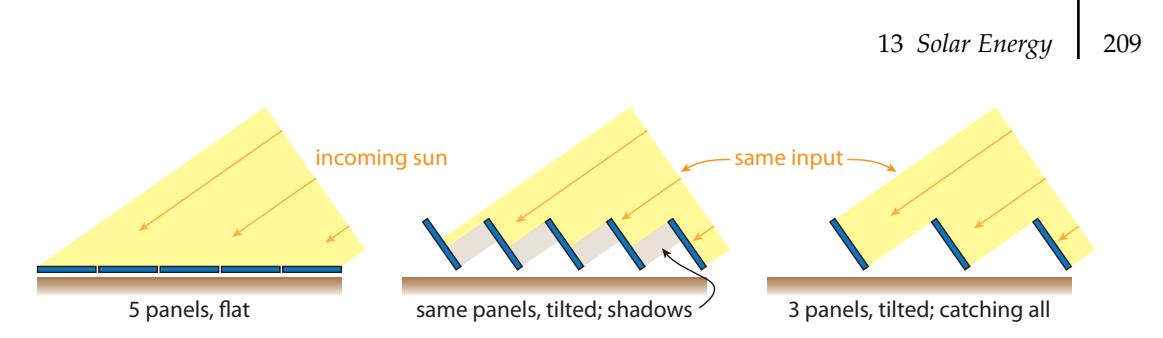 13 Solar Energy 209
incoming sun
same input
5 panels, flat
same panels, tilted; shadows
3 panels, tilted; catching all